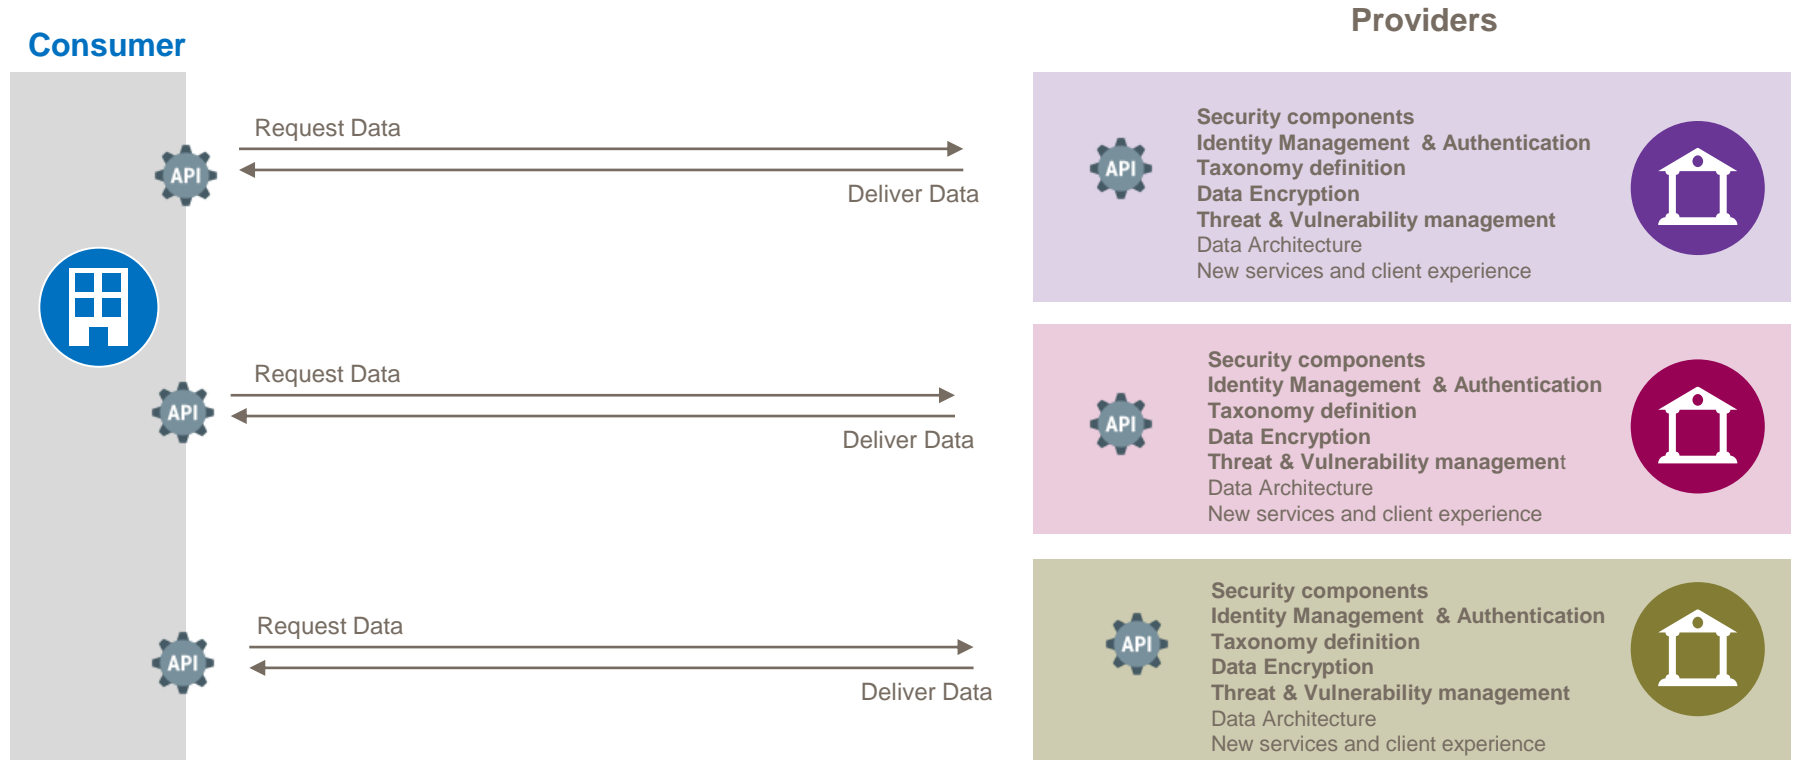 Providers
Consumer
API
Request Data
Deliver Data
API
Security components
Identity Management & Authentication
Taxonomy definition
Data Encryption
Threat & Vulnerability management
Data Architecture
New services and client experience
API
Request Data
Deliver Data
API
Security components
Identity Management & Authentication
Taxonomy definition
Data Encryption
Threat & Vulnerability management
Data Architecture
New services and client experience
API
Request Data
Deliver Data
API
Security components
Identity Management & Authentication
Taxonomy definition
Data Encryption
Threat & Vulnerability management
Data Architecture
New services and client experience